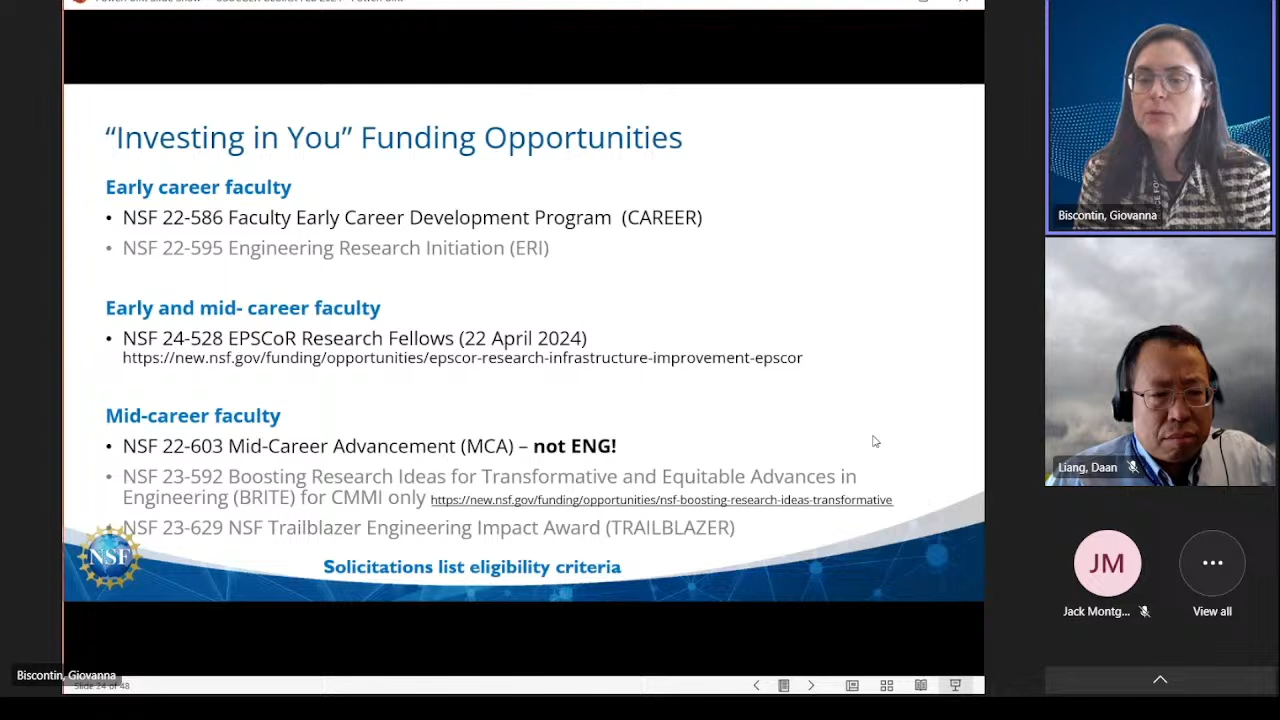 “Investing in You” Funding Opportunities
Early career faculty
• NSF 22-586 Faculty Early Career Development Program (CAREER)
• NSF 22-595 Engineering Research Initiation (ERI)
Early and mid- career faculty
• NSF 24-528 EPSCoR Research Fellows (22 April 2024)
https://new.nsf.gov/funding/opportunities/epscor-research-infrastructure-improvement-epscor
Mid-career faculty
• NSF 22-603 Mid-Career Advancement (MCA) – not ENG!
• NSF 23-592 Boosting Research Ideas for Transformative and Equitable Advances in
Engineering (BRITE) for CMMI only https://new.nsf.gov/funding/opportunities/nsf-boosting-research-ideas-transformative
• NSF 23-629 NSF Trailblazer Engineering Impact Award (TRAILBLAZER)
NSF
Solicitations list eligibility criteria
Biscontin, Giovanna
Slide 24 of 48
Biscontin, Giovanna
Liang, Daan
JM
Jack Montg...
View all